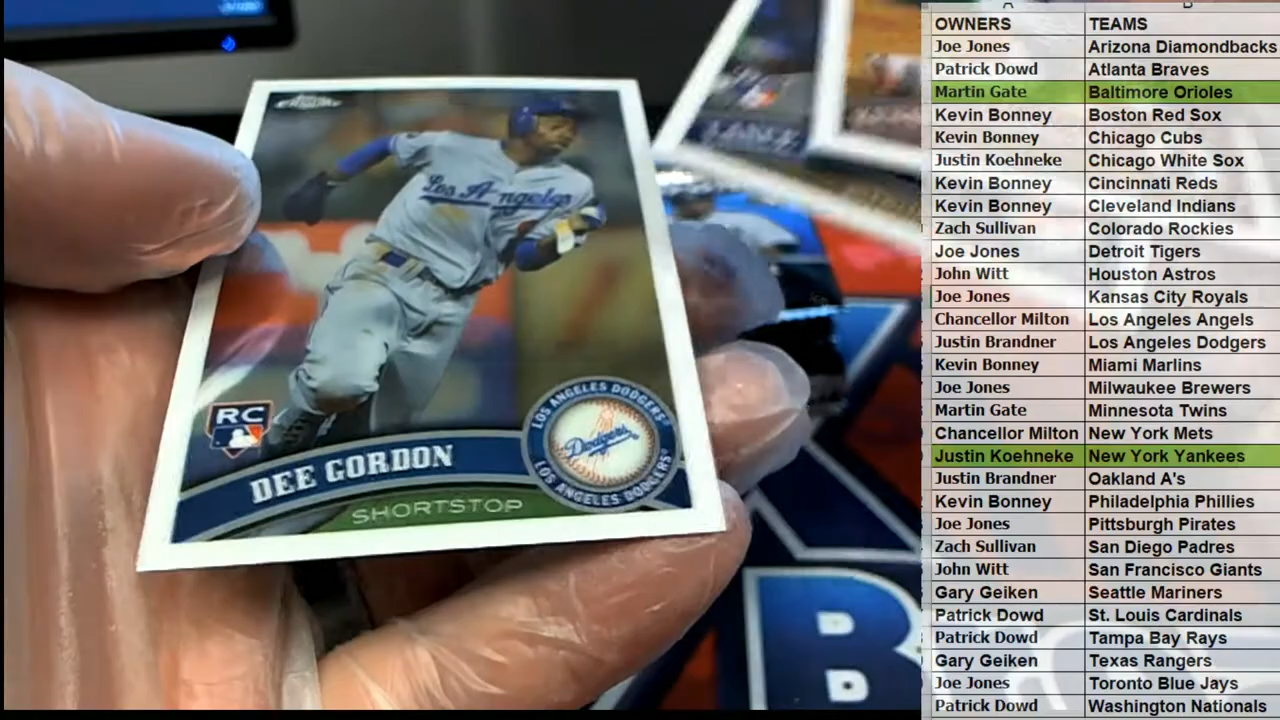 Chrome
Los Angeles
RC
DEE GORDON
SHORTSTOP
LOS ANGELES DODGERS
Dodgers
LOS ANGELES DODGERS
B
A B
OWNERS TEAMS
Joe Jones Arizona Diamondbacks
Patrick Dowd Atlanta Braves
Martin Gate Baltimore Orioles
Kevin Bonney Boston Red Sox
Kevin Bonney Chicago Cubs
Justin Koehneke Chicago White Sox
Kevin Bonney Cincinnati Reds
Kevin Bonney Cleveland Indians
Zach Sullivan Colorado Rockies
Joe Jones Detroit Tigers
John Witt Houston Astros
Joe Jones Kansas City Royals
Chancellor Milton Los Angeles Angels
Justin Brandner Los Angeles Dodgers
Kevin Bonney Miami Marlins
Joe Jones Milwaukee Brewers
Martin Gate Minnesota Twins
Chancellor Milton New York Mets
Justin Koehneke New York Yankees
Justin Brandner Oakland A's
Kevin Bonney Philadelphia Phillies
Joe Jones Pittsburgh Pirates
Zach Sullivan San Diego Padres
John Witt San Francisco Giants
Gary Geiken Seattle Mariners
Patrick Dowd St. Louis Cardinals
Patrick Dowd Tampa Bay Rays
Gary Geiken Texas Rangers
Joe Jones Toronto Blue Jays
Patrick Dowd Washington Nationals